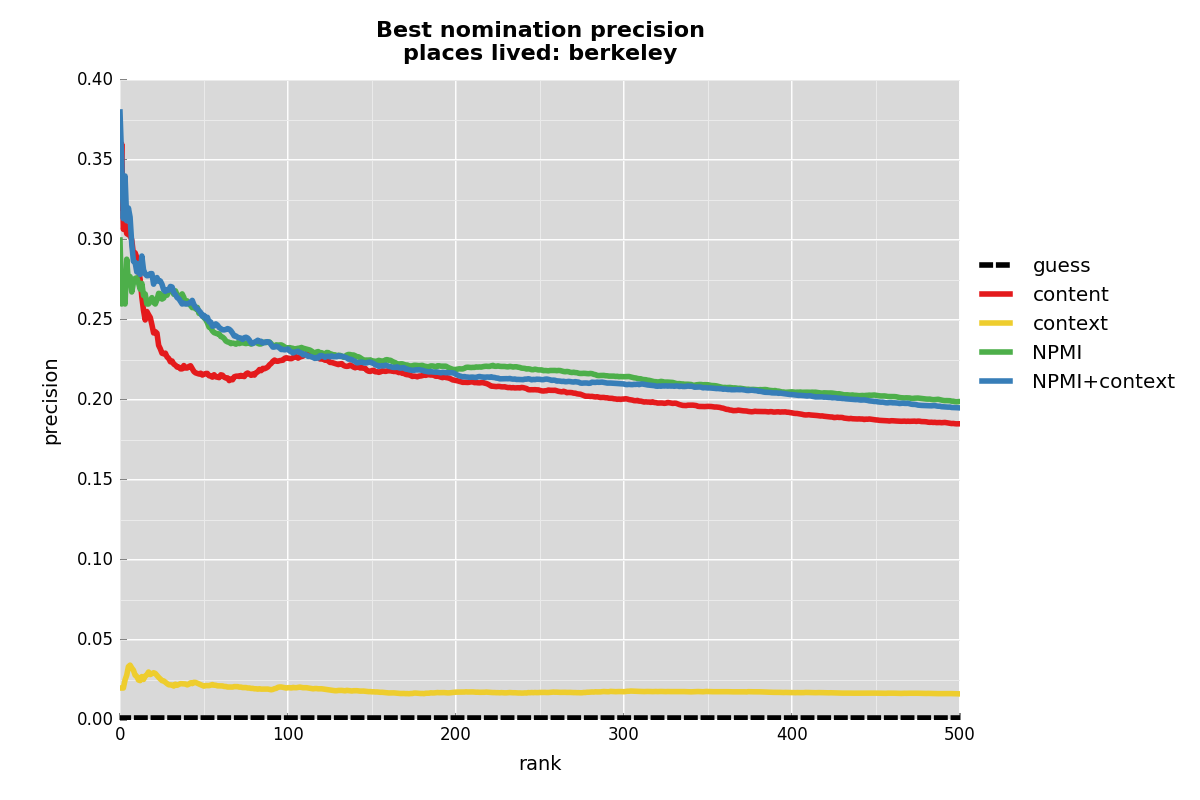 Best nomination precision
places lived: berkeley
0.40
0.35
0.30
0.25
0.20
0.15
0.10
0.05
0.00
precision
0
100
200
300
400
500
rank
guess
content
context
NPMI
NPMI+context